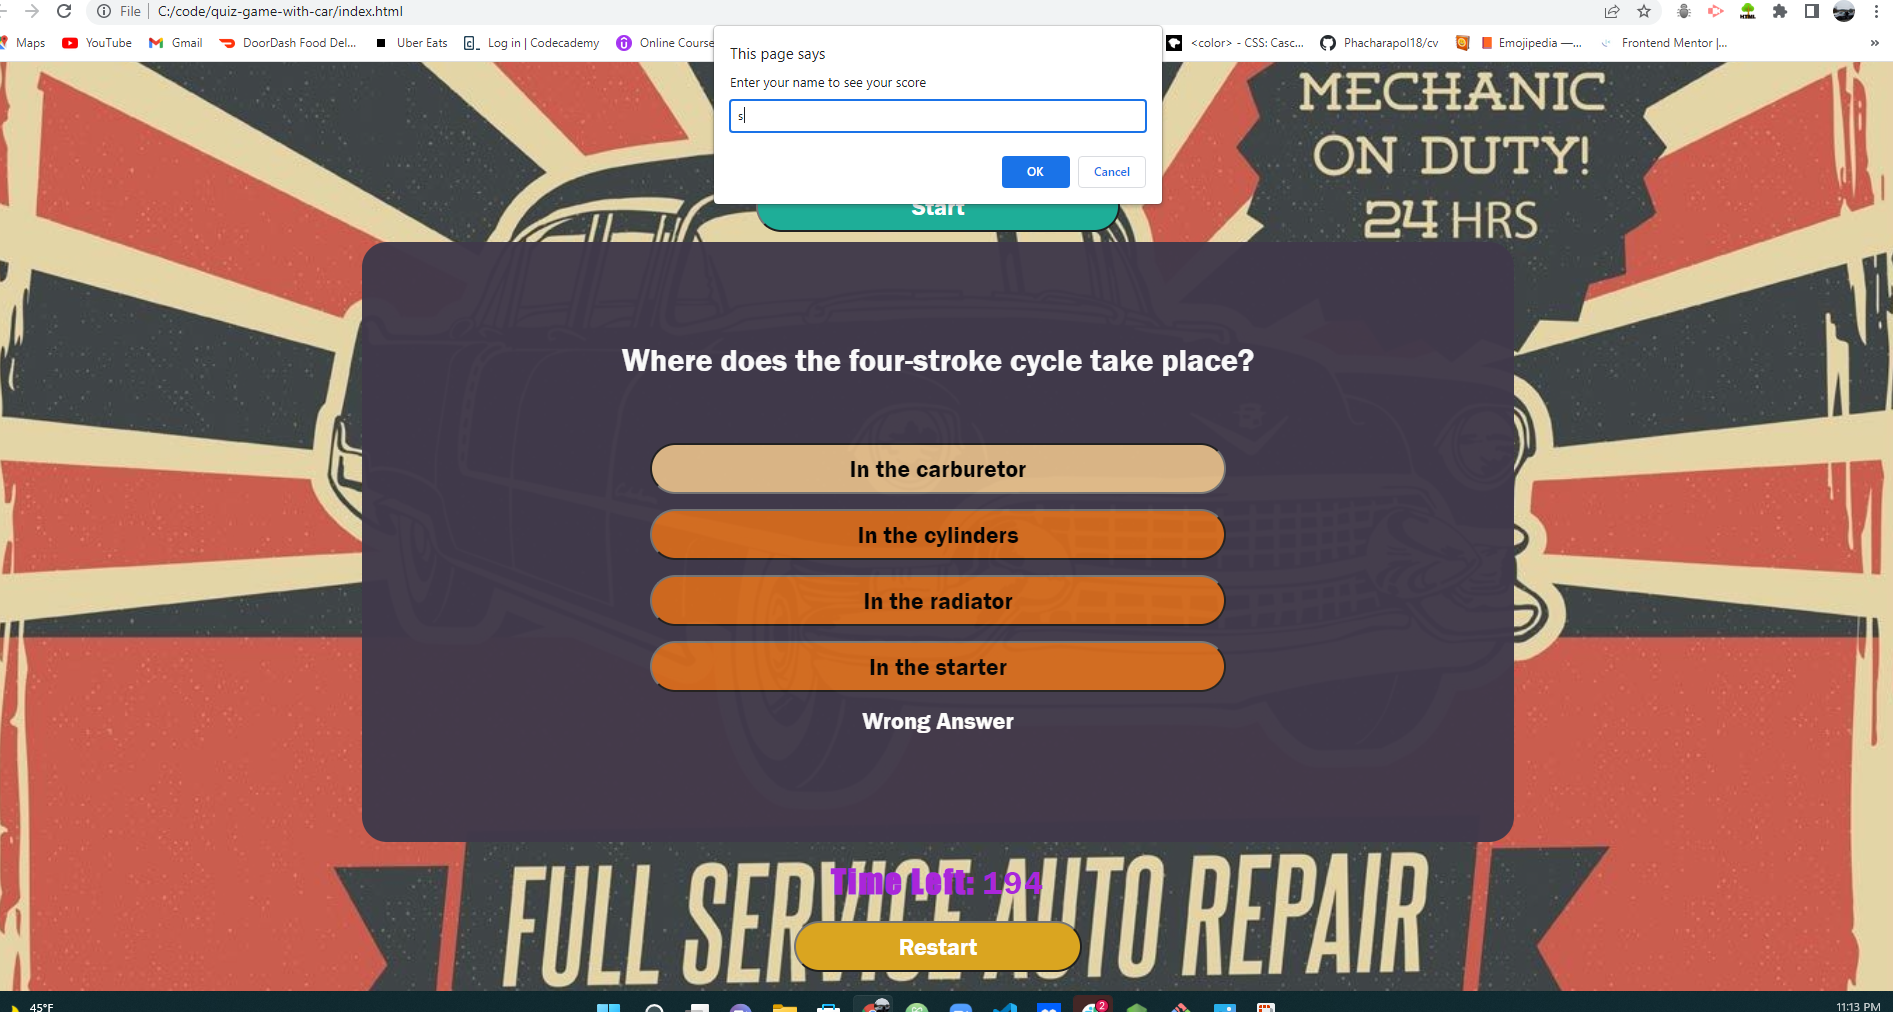 File
C:/code/quiz-game-with-car/index.html
Maps
YouTube
Gmail
DoorDash Food Del...
Uber Eats
Log in | Codecademy
Online Course
<color> - CSS: Casc...
Phacharapol18/cv
Emojipedia —...
Frontend Mentor |...
»
This page says
Enter your name to see your score
s
OK
Cancel
MECHANIC
ON DUTY!
24 HRS
Start
Where does the four-stroke cycle take place?
In the carburetor
In the cylinders
In the radiator
In the starter
Wrong Answer
FULL SERVICE AUTO REPAIR
Time Left: 194
Restart
45°F
2
11:13 PM